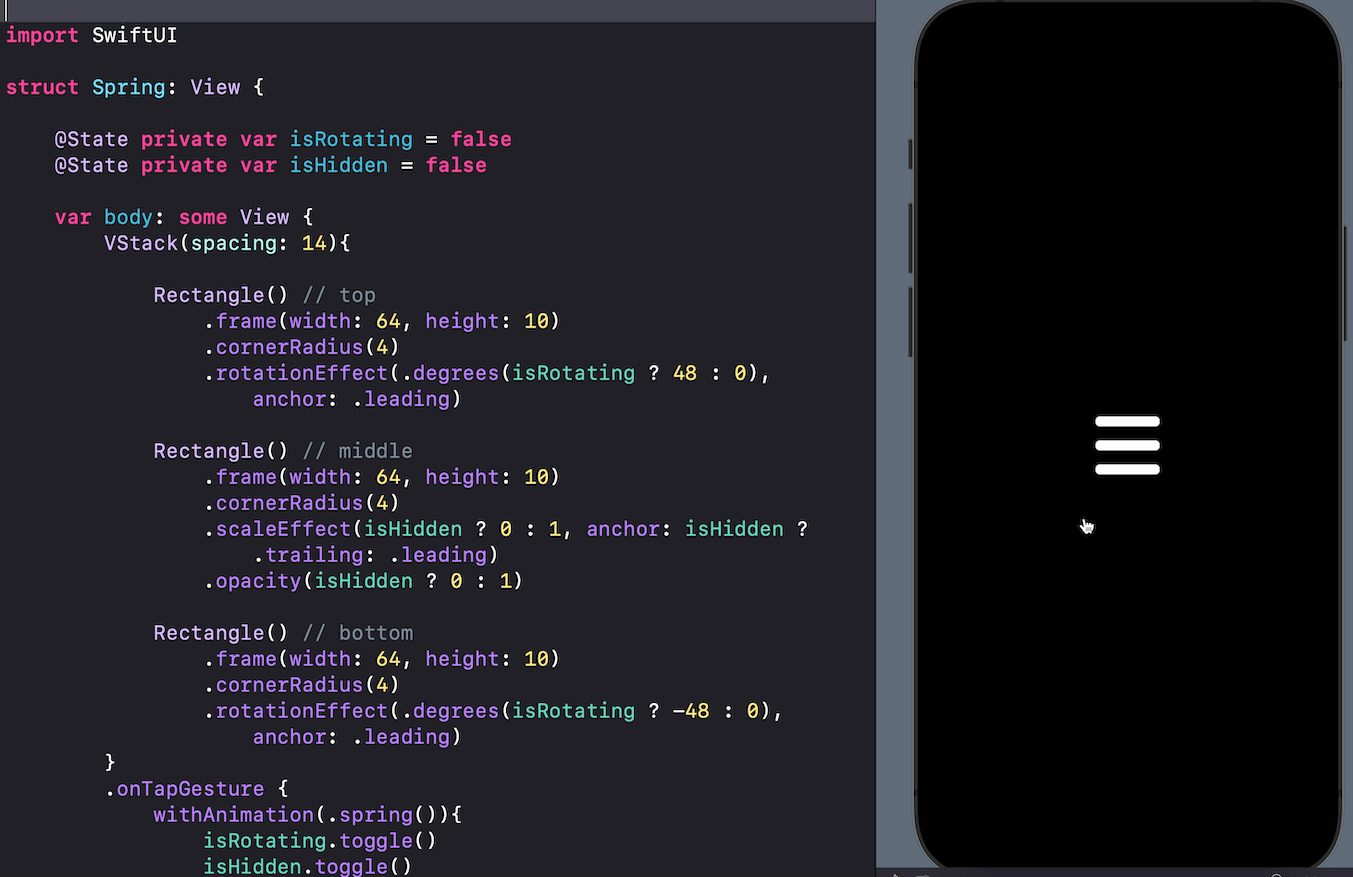 import SwiftUI
struct Spring: View {
@State private var isRotating = false
@State private var isHidden = false
var body: some View {
VStack(spacing: 14){
Rectangle() // top
.frame(width: 64, height: 10)
.cornerRadius(4)
.rotationEffect(.degrees(isRotating ? 48 : 0),
anchor: .leading)
Rectangle() // middle
.frame(width: 64, height: 10)
.cornerRadius(4)
.scaleEffect(isHidden ? 0 : 1, anchor: isHidden ?
.trailing: .leading)
.opacity(isHidden ? 0 : 1)
Rectangle() // bottom
.frame(width: 64, height: 10)
.cornerRadius(4)
.rotationEffect(.degrees(isRotating ? −48 : 0),
anchor: .leading)
}
.onTapGesture {
withAnimation(.spring()){
isRotating.toggle()
isHidden.toggle()